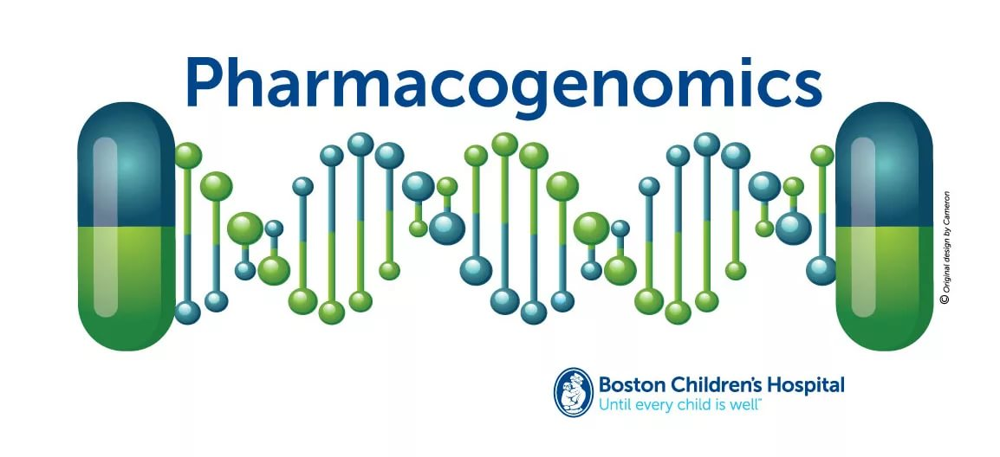 Pharmacogenomics
© Original design by Cameron
Boston Children's Hospital
Until every child is well™